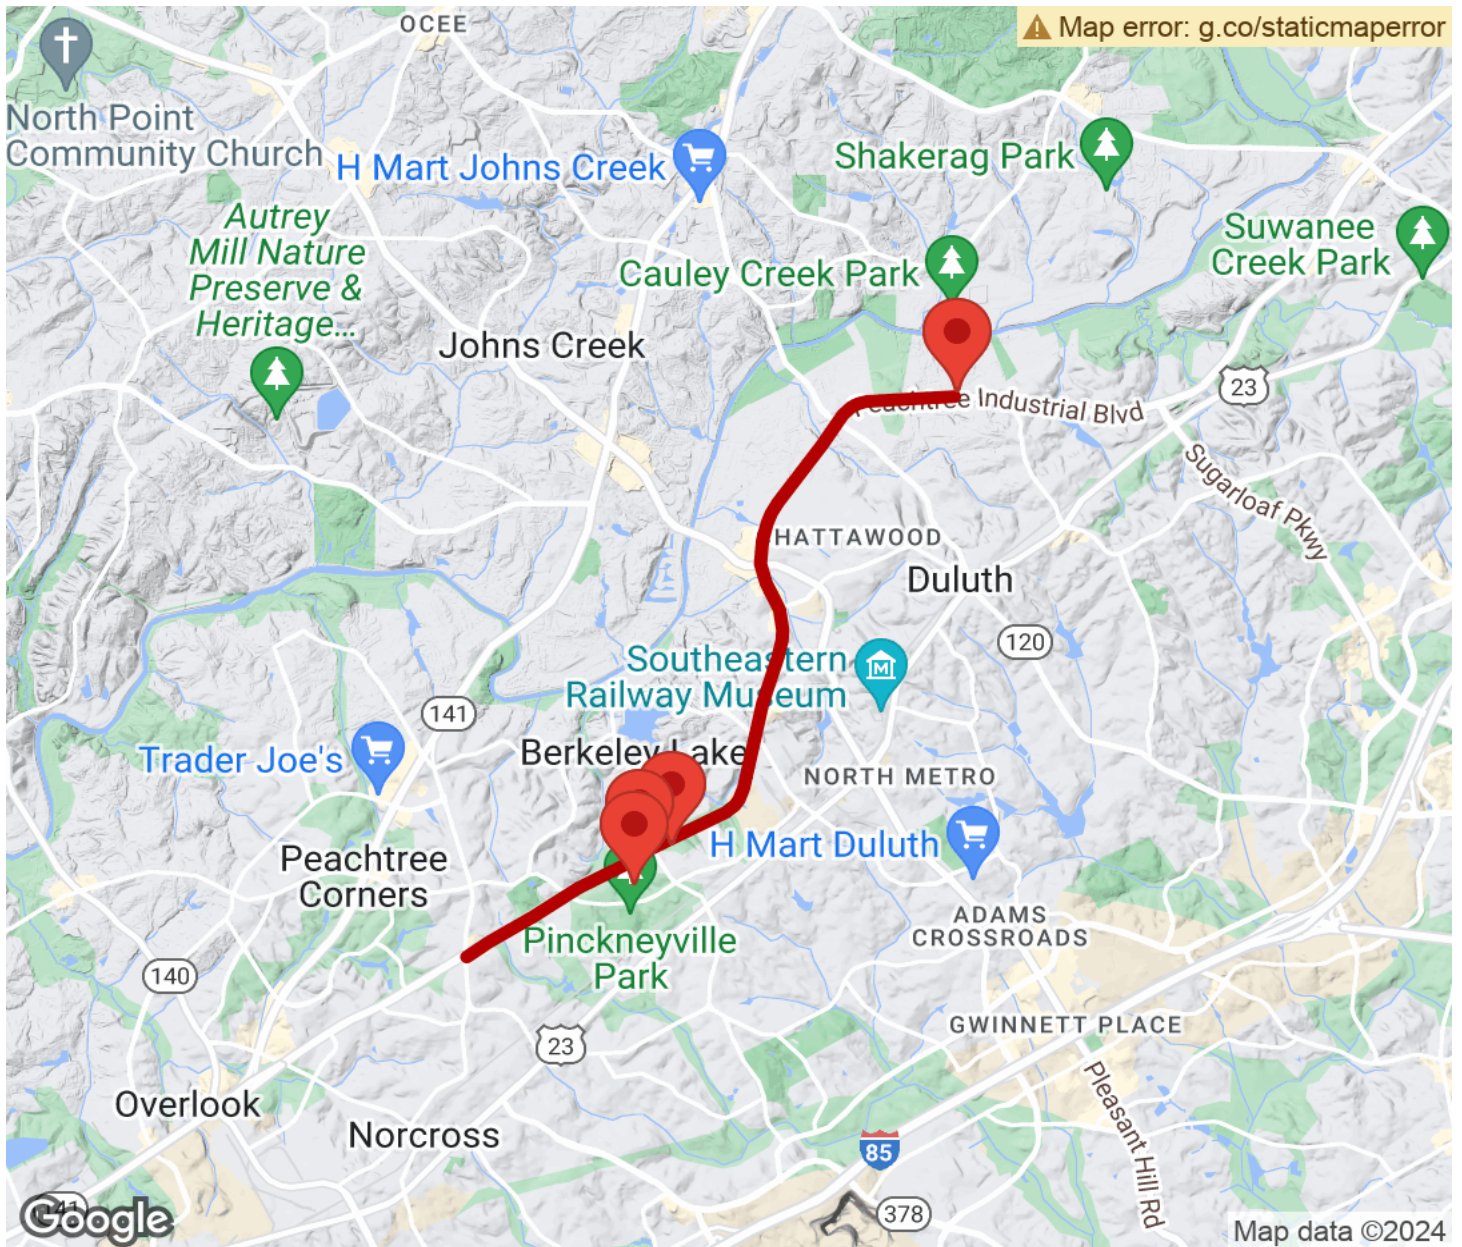 OCEE
Map error: g.co/staticmaperror
North Point
Community Church
H Mart Johns Creek
Shakerag Park
Autrey
Mill Nature
Preserve &
Heritage...
Suwanee
Creek Park
Cauley Creek Park
Johns Creek
23
Peachtree Industrial Blvd
Sugarloaf Pkwy
HATTAWOOD
Duluth
120
Southeastern
Railway Museum
M
141
Trader Joe's
Berkeley Lake
NORTH METRO
H Mart Duluth
Peachtree
Corners
ADAMS
CROSSROADS
Pinckneyville
Park
140
23
GWINNETT PLACE
Pleasant Hill Rd
Overlook
Norcross
85
141
Google
378
Map data ©2024